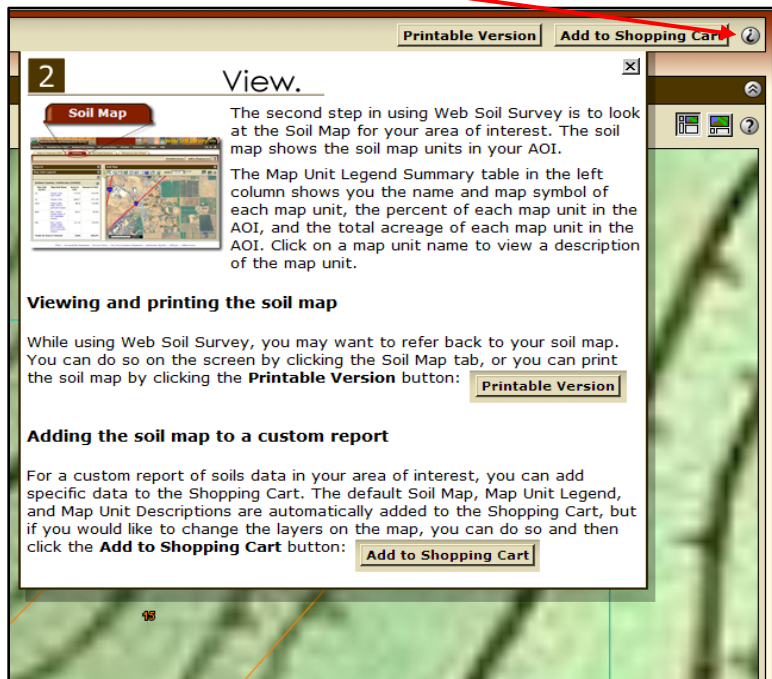 Printable Version Add to Shopping Cart
2 View.
Soil Map
The second step in using Web Soil Survey is to look
at the Soil Map for your area of interest. The soil
map shows the soil map units in your AOI.
The Map Unit Legend Summary table in the left
column shows you the name and map symbol of
each map unit, the percent of each map unit in the
AOI, and the total acreage of each map unit in the
AOI. Click on a map unit name to view a description
of the map unit.
Viewing and printing the soil map
While using Web Soil Survey, you may want to refer back to your soil map.
You can do so on the screen by clicking the Soil Map tab, or you can print
the soil map by clicking the Printable Version button: Printable Version
Adding the soil map to a custom report
For a custom report of soils data in your area of interest, you can add
specific data to the Shopping Cart. The default Soil Map, Map Unit Legend,
and Map Unit Descriptions are automatically added to the Shopping Cart, but
if you would like to change the layers on the map, you can do so and then
click the Add to Shopping Cart button: Add to Shopping Cart
15